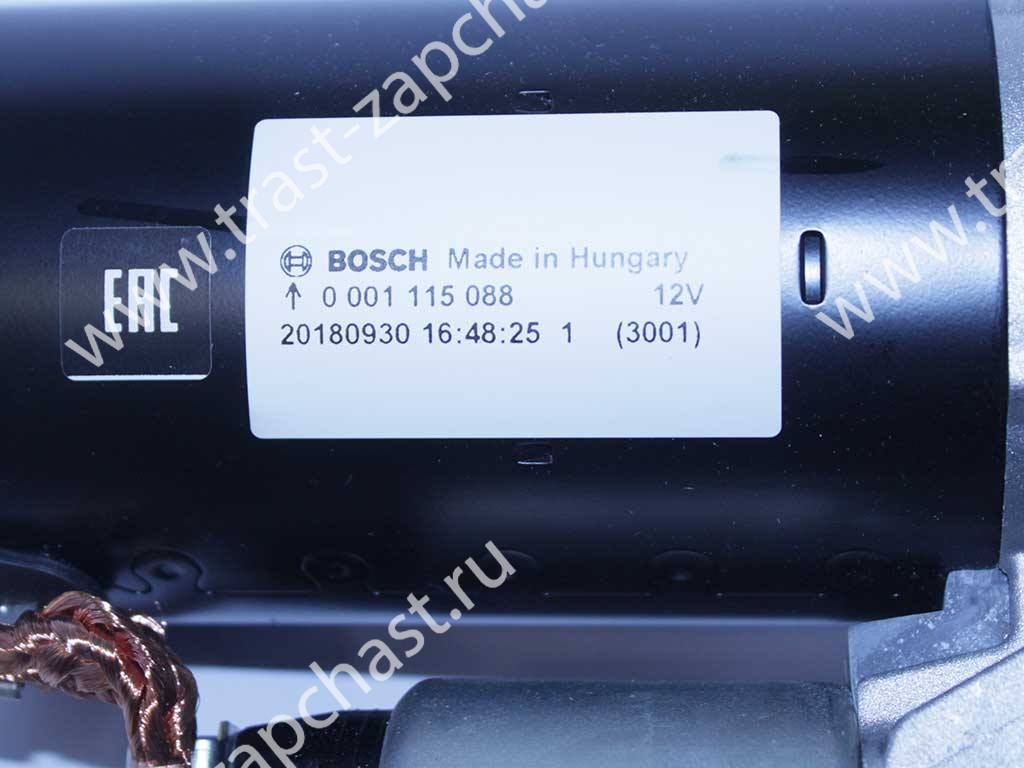 www.trast-zapchast.ru
www.tr
EAC
BOSCH Made in Hungary
↑ 0 001 115 088 12V
20180930 16:48:25 1 (3001)
zapchast.ru